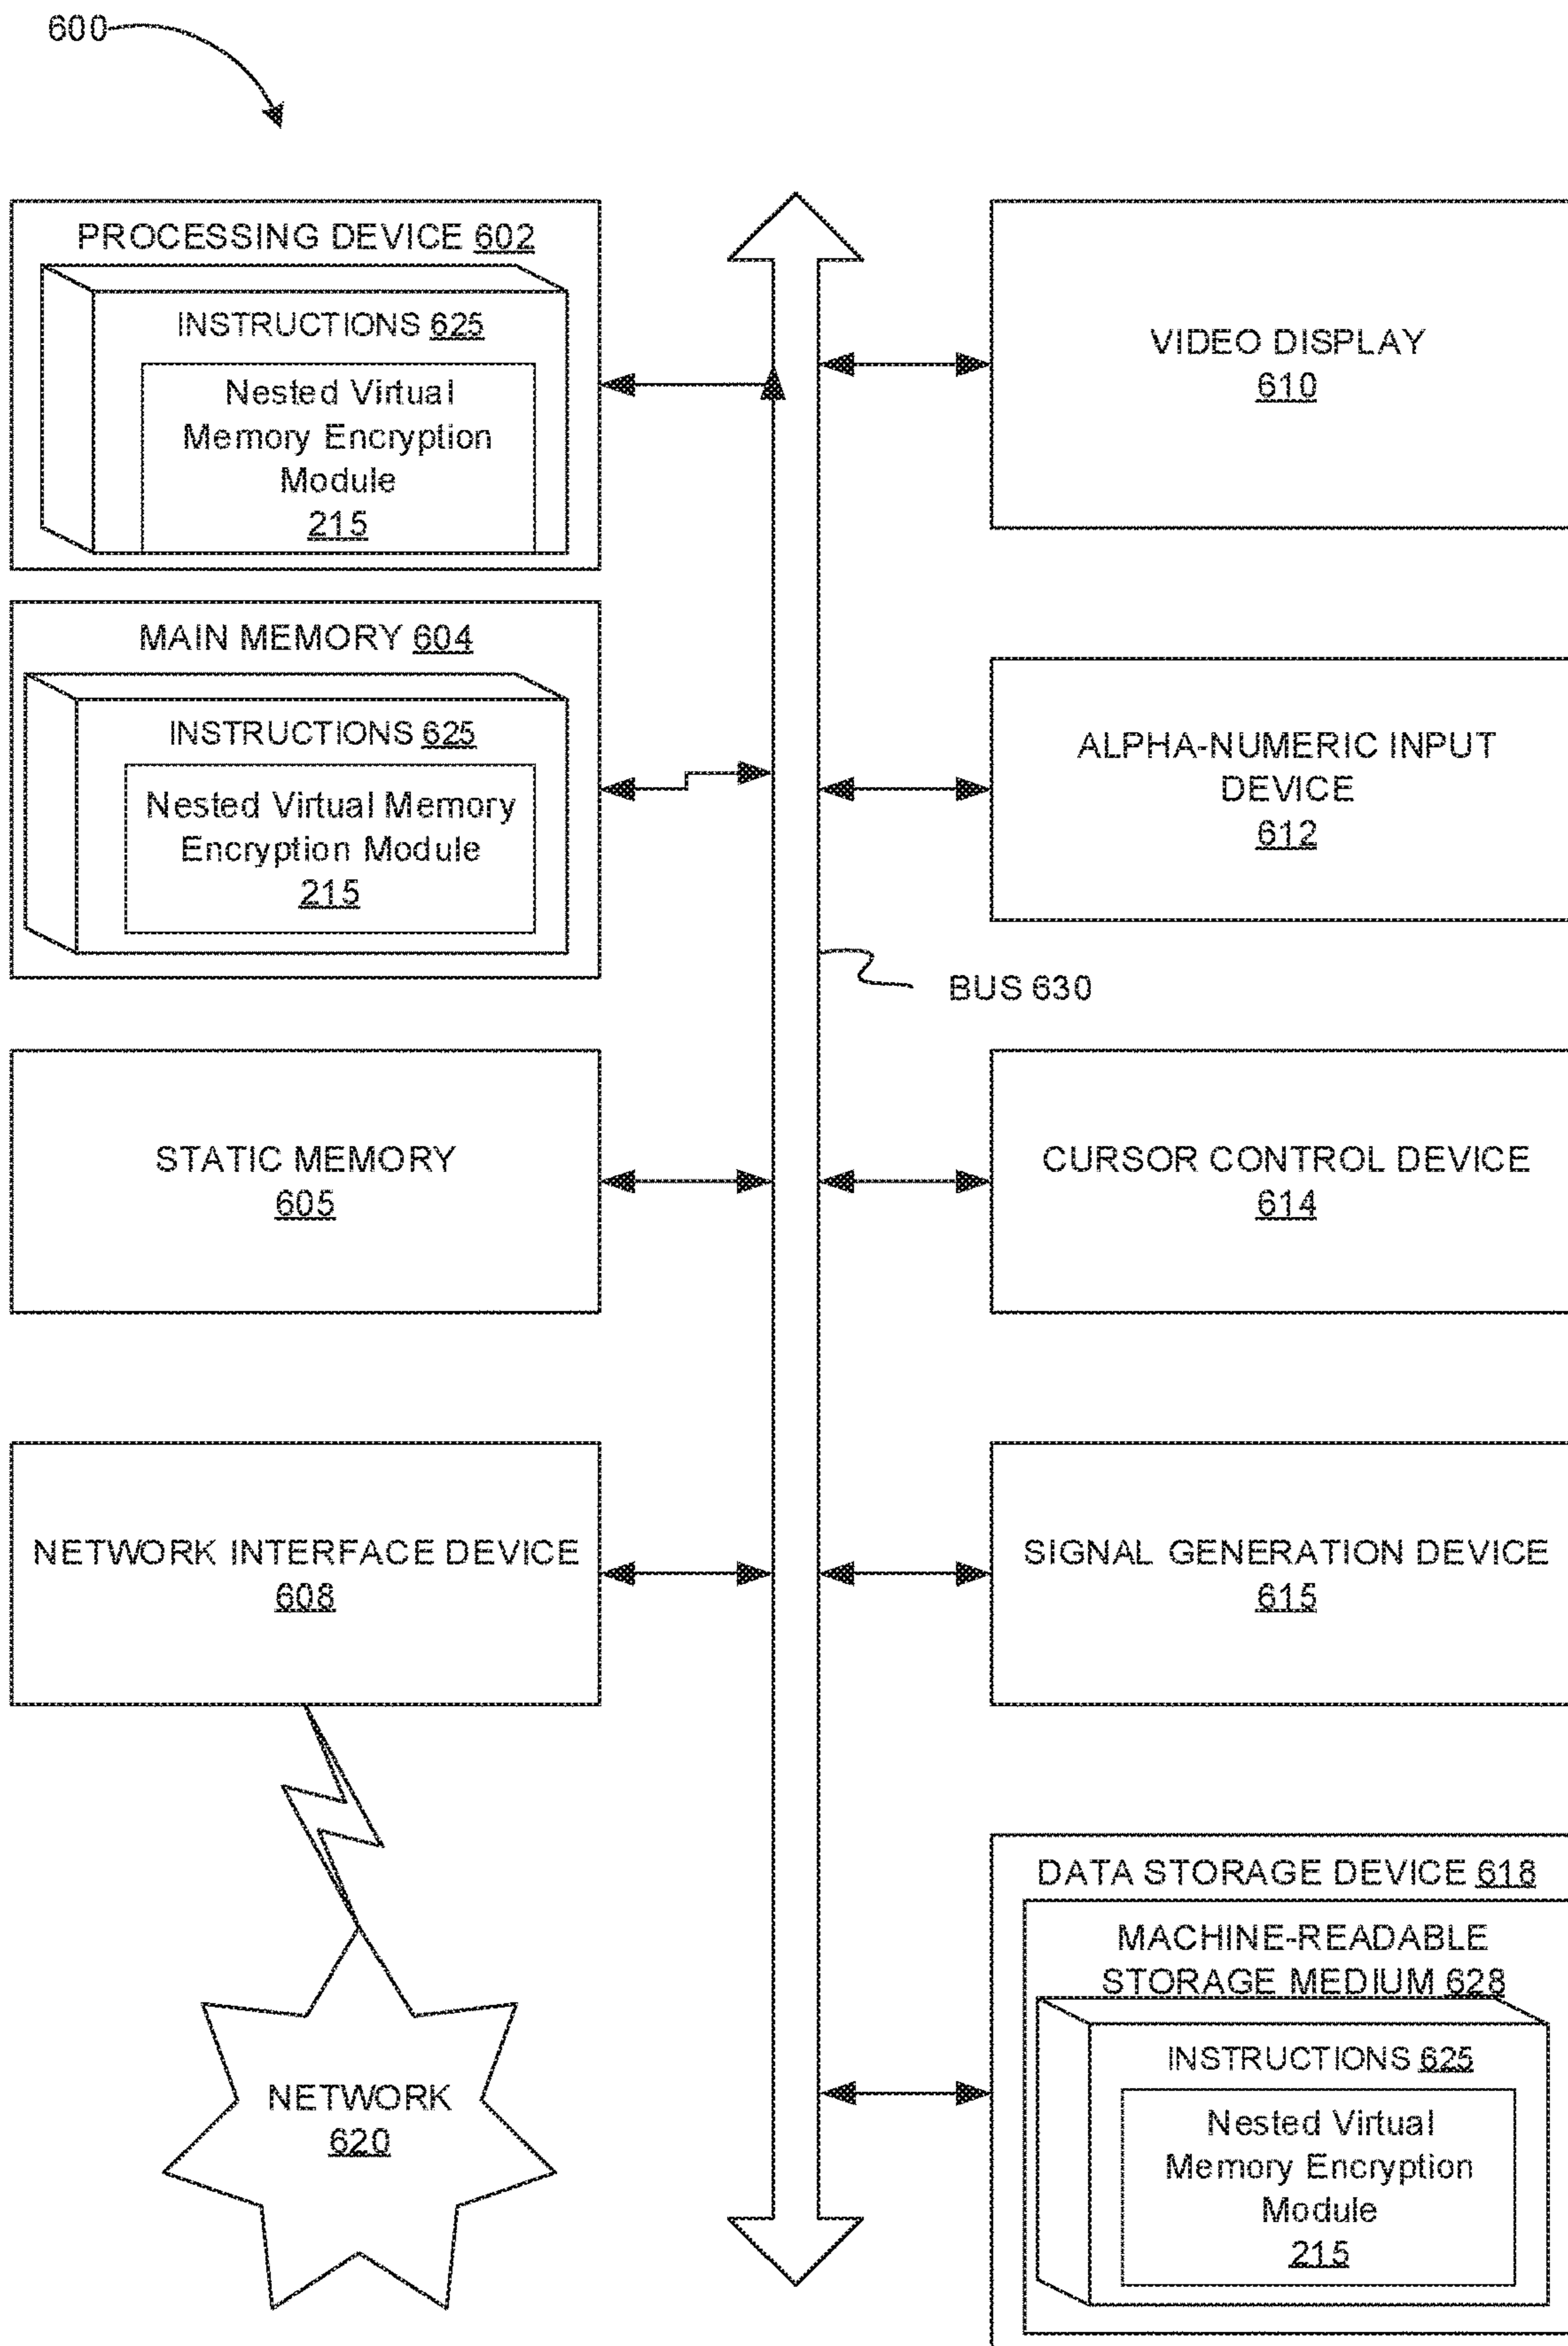 600
PROCESSING DEVICE 602
INSTRUCTIONS 625
Nested Virtual
Memory Encryption
Module
215
MAIN MEMORY 604
INSTRUCTIONS 625
Nested Virtual Memory
Encryption Module
215
STATIC MEMORY
605
NETWORK INTERFACE DEVICE
608
NETWORK
620
BUS 630
VIDEO DISPLAY
610
ALPHA-NUMERIC INPUT
DEVICE
612
CURSOR CONTROL DEVICE
614
SIGNAL GENERATION DEVICE
615
DATA STORAGE DEVICE 618
MACHINE-READABLE
STORAGE MEDIUM 628
INSTRUCTIONS 625
Nested Virtual
Memory Encryption
Module
215